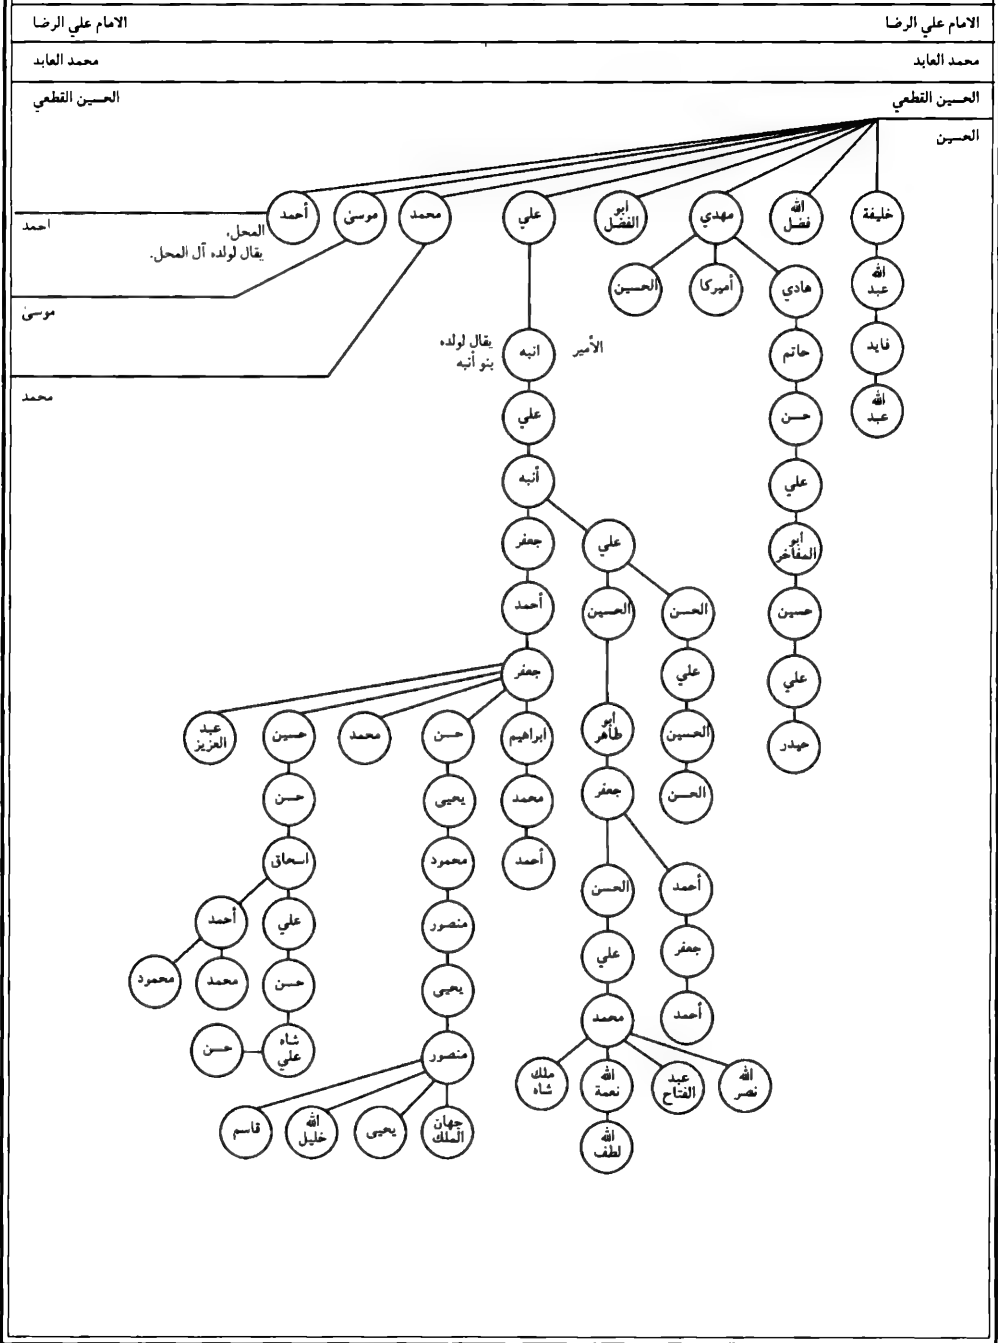 الامام علي الرضا
الامام علي الرضا
محمد العابد
محمد العابد
الحسين القطعي
الحسين القطعي
الحسين
خليفة
الله
فضل
مهدي
أبو
الفضل
علي
محمد
موسىٰ
أحمد
المحل،
يقال لولده آل المحل.
احمد
موسىٰ
محمد
الله
عبد
فايد
الله
عبد
هادي
أميركا
الحسين
حاتم
حسن
علي
أبو
المفاخر
حسين
علي
حيدر
الأمير
انبه
يقال لولده
بنو أنبه
علي
أنبه
علي
جعفر
الحسن
الحسين
أحمد
علي
جعفر
الحسين
أبو
طاهر
ابراهيم
حسن
محمد
حسين
عبد
العزيز
الحسن
جعفر
محمد
يحيى
حسن
أحمد
الحسن
أحمد
محمود
اسحاق
جعفر
علي
منصور
علي
أحمد
أحمد
محمد
يحيى
حسن
محمد
محمود
منصور
شاه
علي
حسن
الله
نصر
عبد
الفتاح
الله
نعمة
ملك
شاه
الله
لطف
جهان
الملك
يحيى
الله
خليل
قاسم